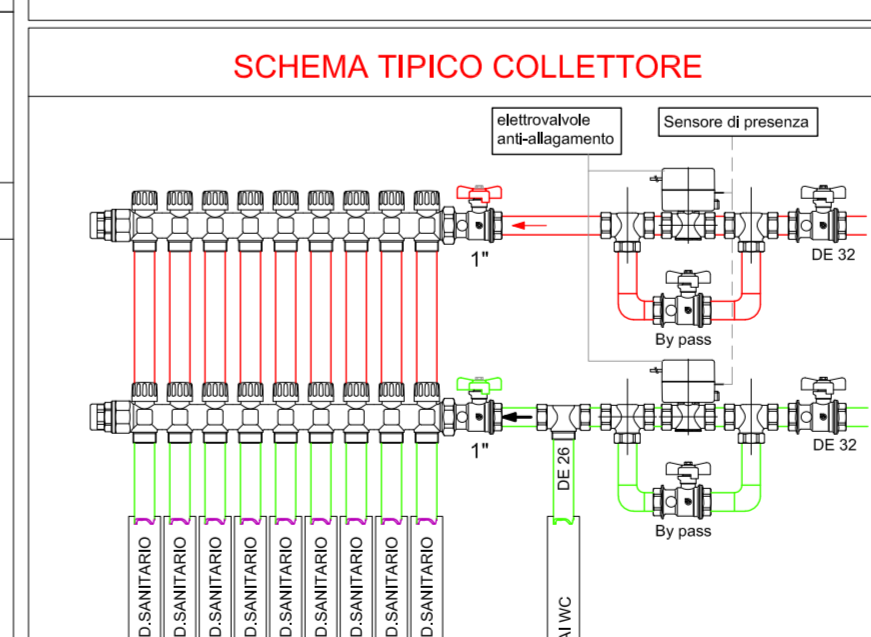 SCHEMA TIPICO COLLETTORE
elettrovalvole
anti-allagamento
Sensore di presenza
1"
DE 32
By pass
1"
DE 26
DE 32
By pass
D.SANITARIO
D.SANITARIO
D.SANITARIO
D.SANITARIO
D.SANITARIO
D.SANITARIO
D.SANITARIO
D.SANITARIO
D.SANITARIO
AI WC